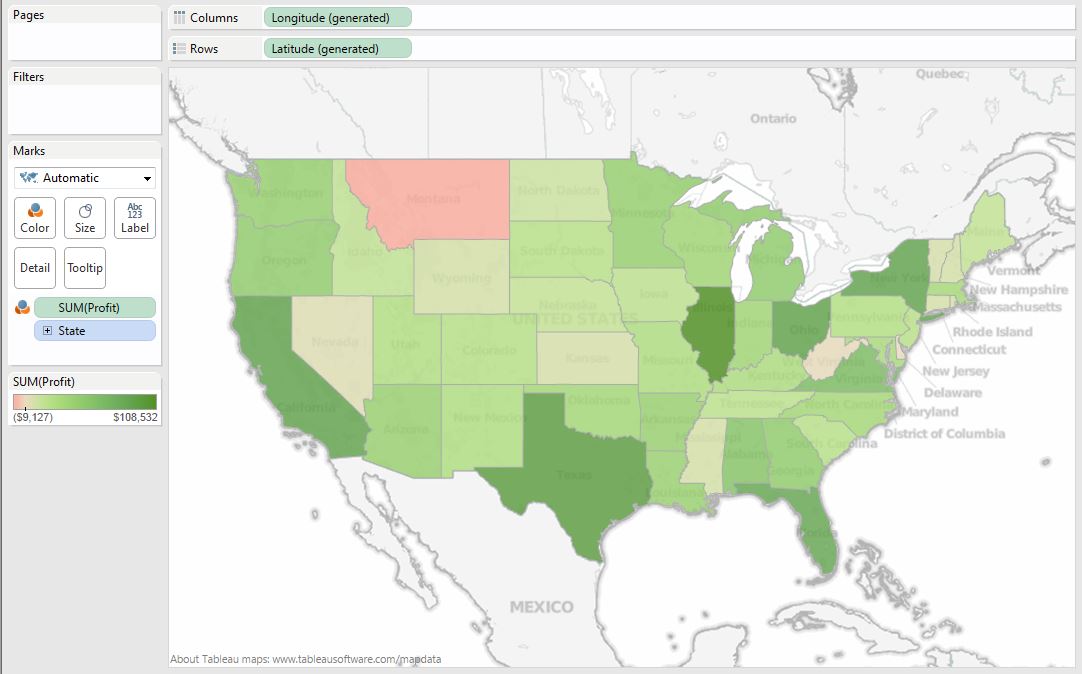 Pages
Columns
Longitude (generated)
Rows
Latitude (generated)
Filters
Marks
Automatic
Color
Size
Abc
123
Label
Detail
Tooltip
SUM(Profit)
State
SUM(Profit)
($9,127)
$108,532
Quebec
Ontario
Washington
Montana
North Dakota
Minnesota
Maine
Oregon
Idaho
South Dakota
Wisconsin
Michigan
Wyoming
New York
Vermont
New Hampshire
Massachusetts
Iowa
Nebraska
UNITED STATES
Illinois
Indiana
Ohio
Pennsylvania
Rhode Island
Connecticut
Nevada
Utah
Colorado
Kansas
Missouri
West Virginia
Virginia
New Jersey
Kentucky
Delaware
California
Oklahoma
Tennessee
North Carolina
Maryland
Arizona
New Mexico
Arkansas
Mississippi
South Carolina
District of Columbia
Alabama
Georgia
Texas
Louisiana
Florida
MEXICO
About Tableau maps: www.tableausoftware.com/mapdata